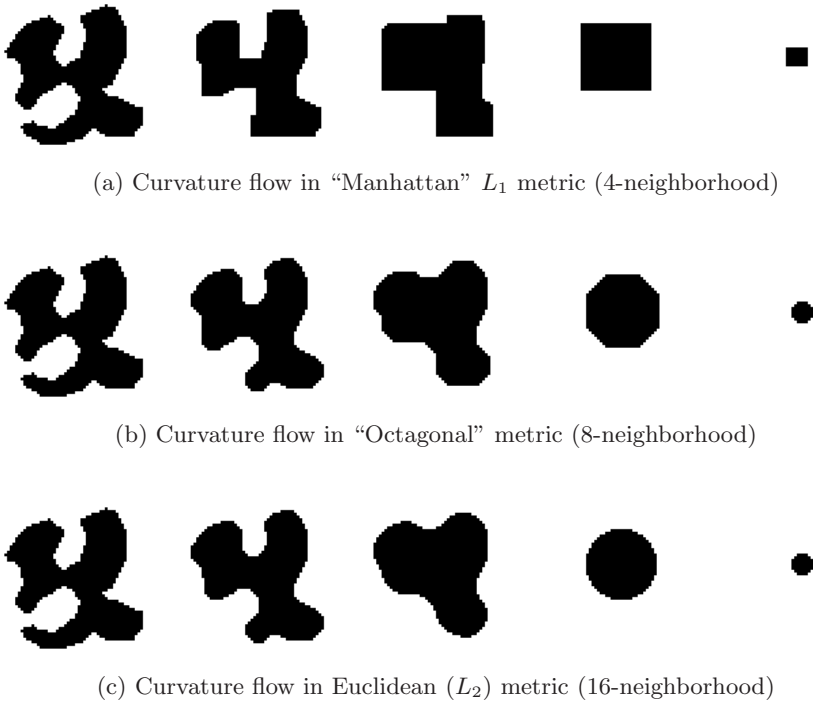 (a) Curvature flow in “Manhattan” L₁ metric (4-neighborhood)
(b) Curvature flow in “Octagonal” metric (8-neighborhood)
(c) Curvature flow in Euclidean (L₂) metric (16-neighborhood)